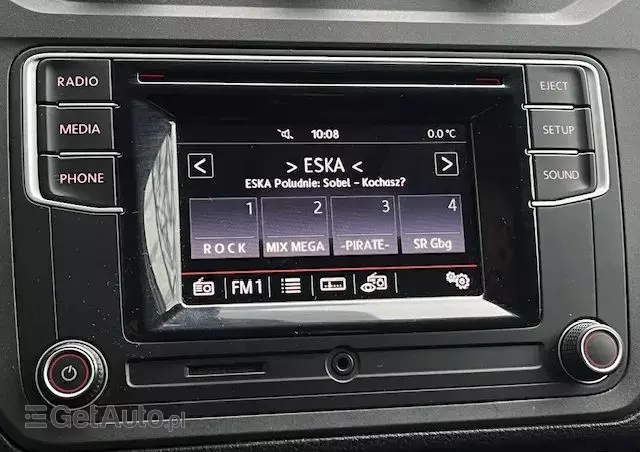 RADIO
MEDIA
PHONE
EJECT
SETUP
SOUND
10:08 0.0 °C
< > ESKA < >
ESKA Południe: Sobel - Kochasz?
1 2 3 4
ROCK MIX MEGA -PIRATE- SR Gbg
FM1
GetAuto.pl